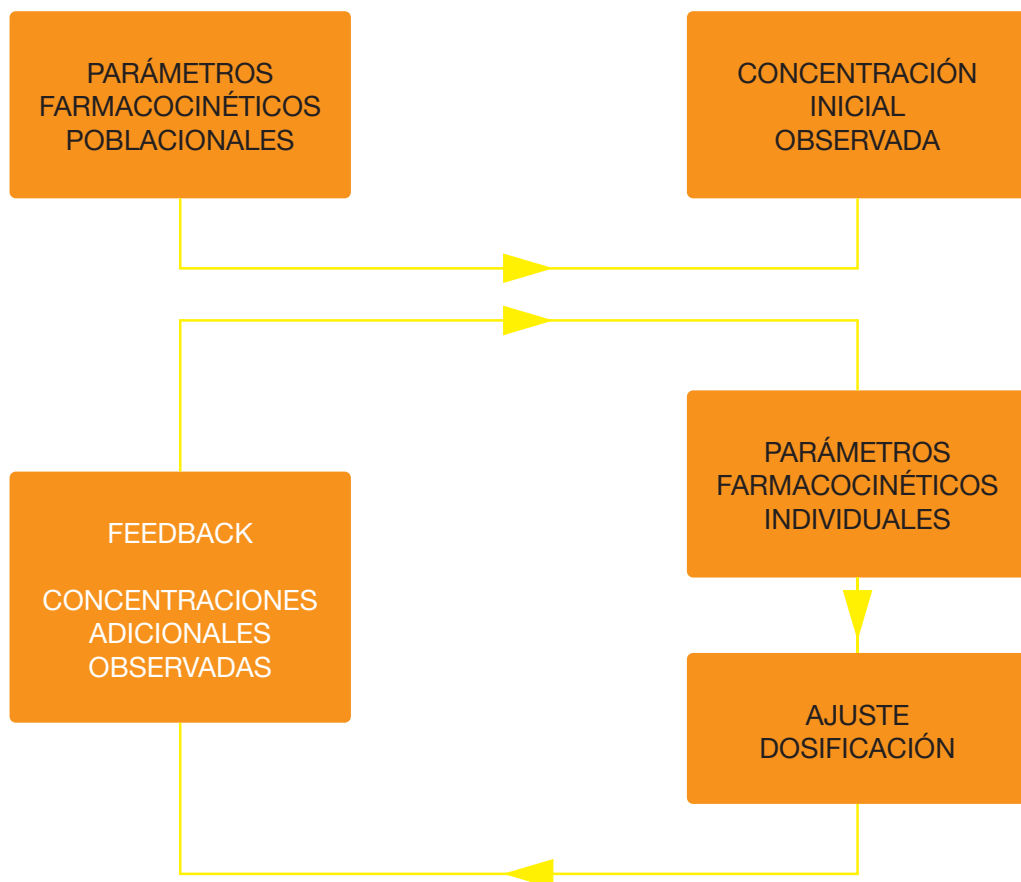 PARÁMETROS
FARMACOCINÉTICOS
POBLACIONALES
CONCENTRACIÓN
INICIAL
OBSERVADA
PARÁMETROS
FARMACOCINÉTICOS
INDIVIDUALES
FEEDBACK
CONCENTRACIONES
ADICIONALES
OBSERVADAS
AJUSTE
DOSIFICACIÓN